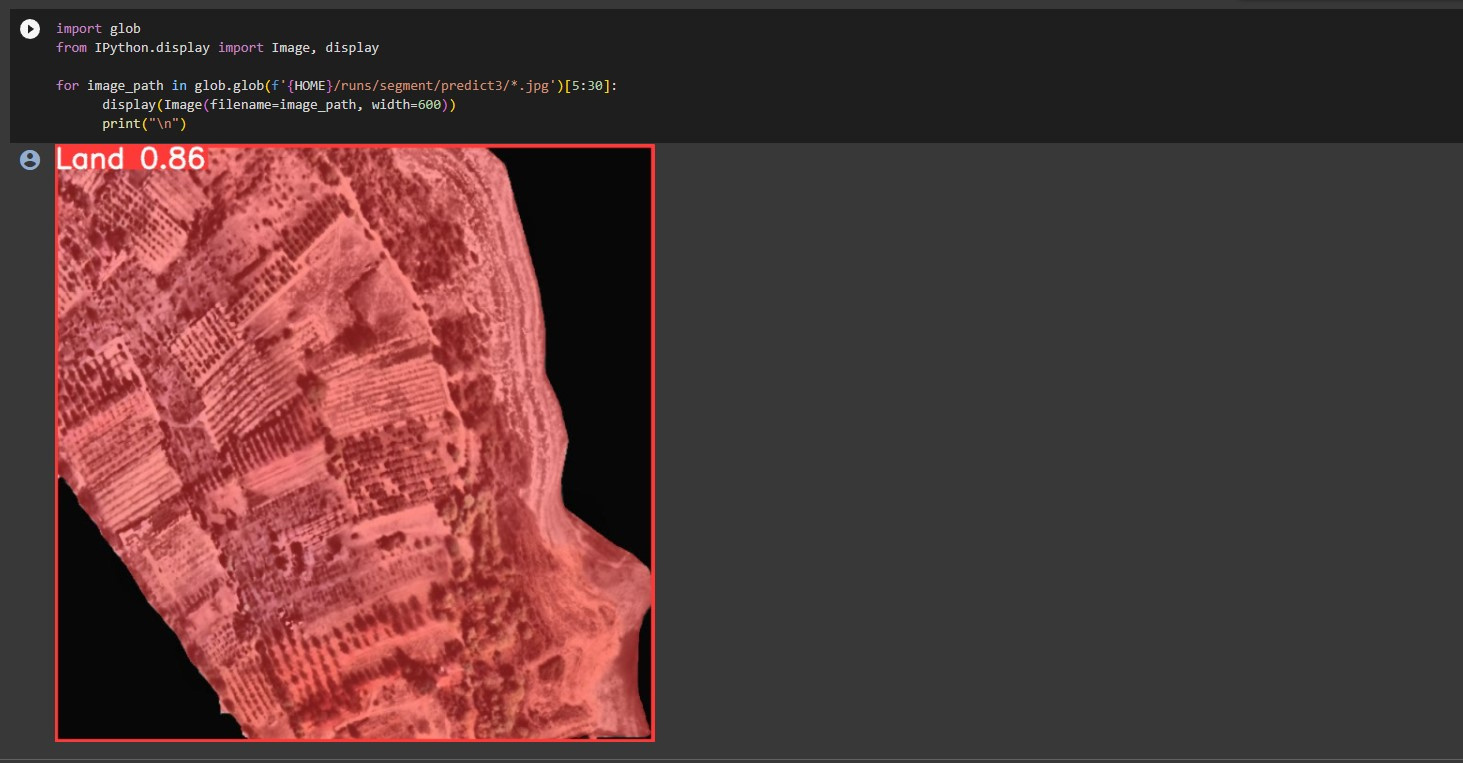 import glob
from IPython.display import Image, display
for image_path in glob.glob(f'{HOME}/runs/segment/predict3/*.jpg')[5:30]:
display(Image(filename=image_path, width=600))
print("\n")
Land 0.86